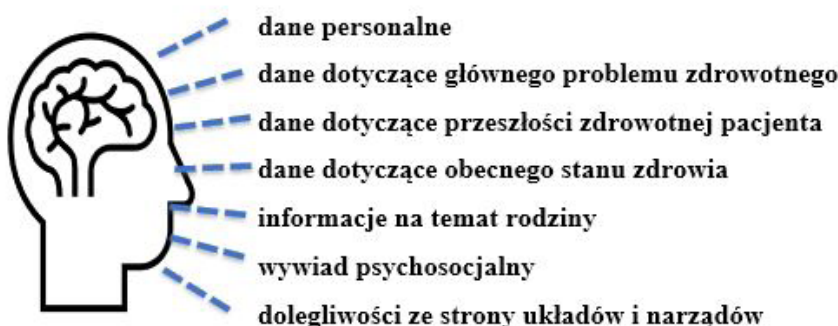 dane personalne
dane dotyczące głównego problemu zdrowotnego
dane dotyczące przeszłości zdrowotnej pacjenta
dane dotyczące obecnego stanu zdrowia
informacje na temat rodziny
wywiad psychosocjalny
dolegliwości ze strony układów i narządów